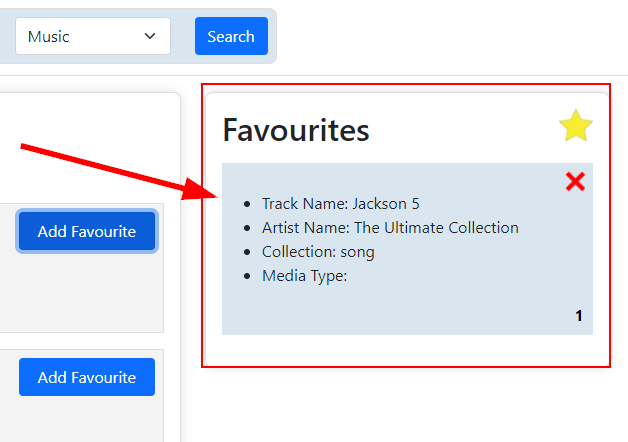 Music
Search
Favourites
Add Favourite
Track Name: Jackson 5
Artist Name: The Ultimate Collection
Collection: song
Media Type:
1
Add Favourite